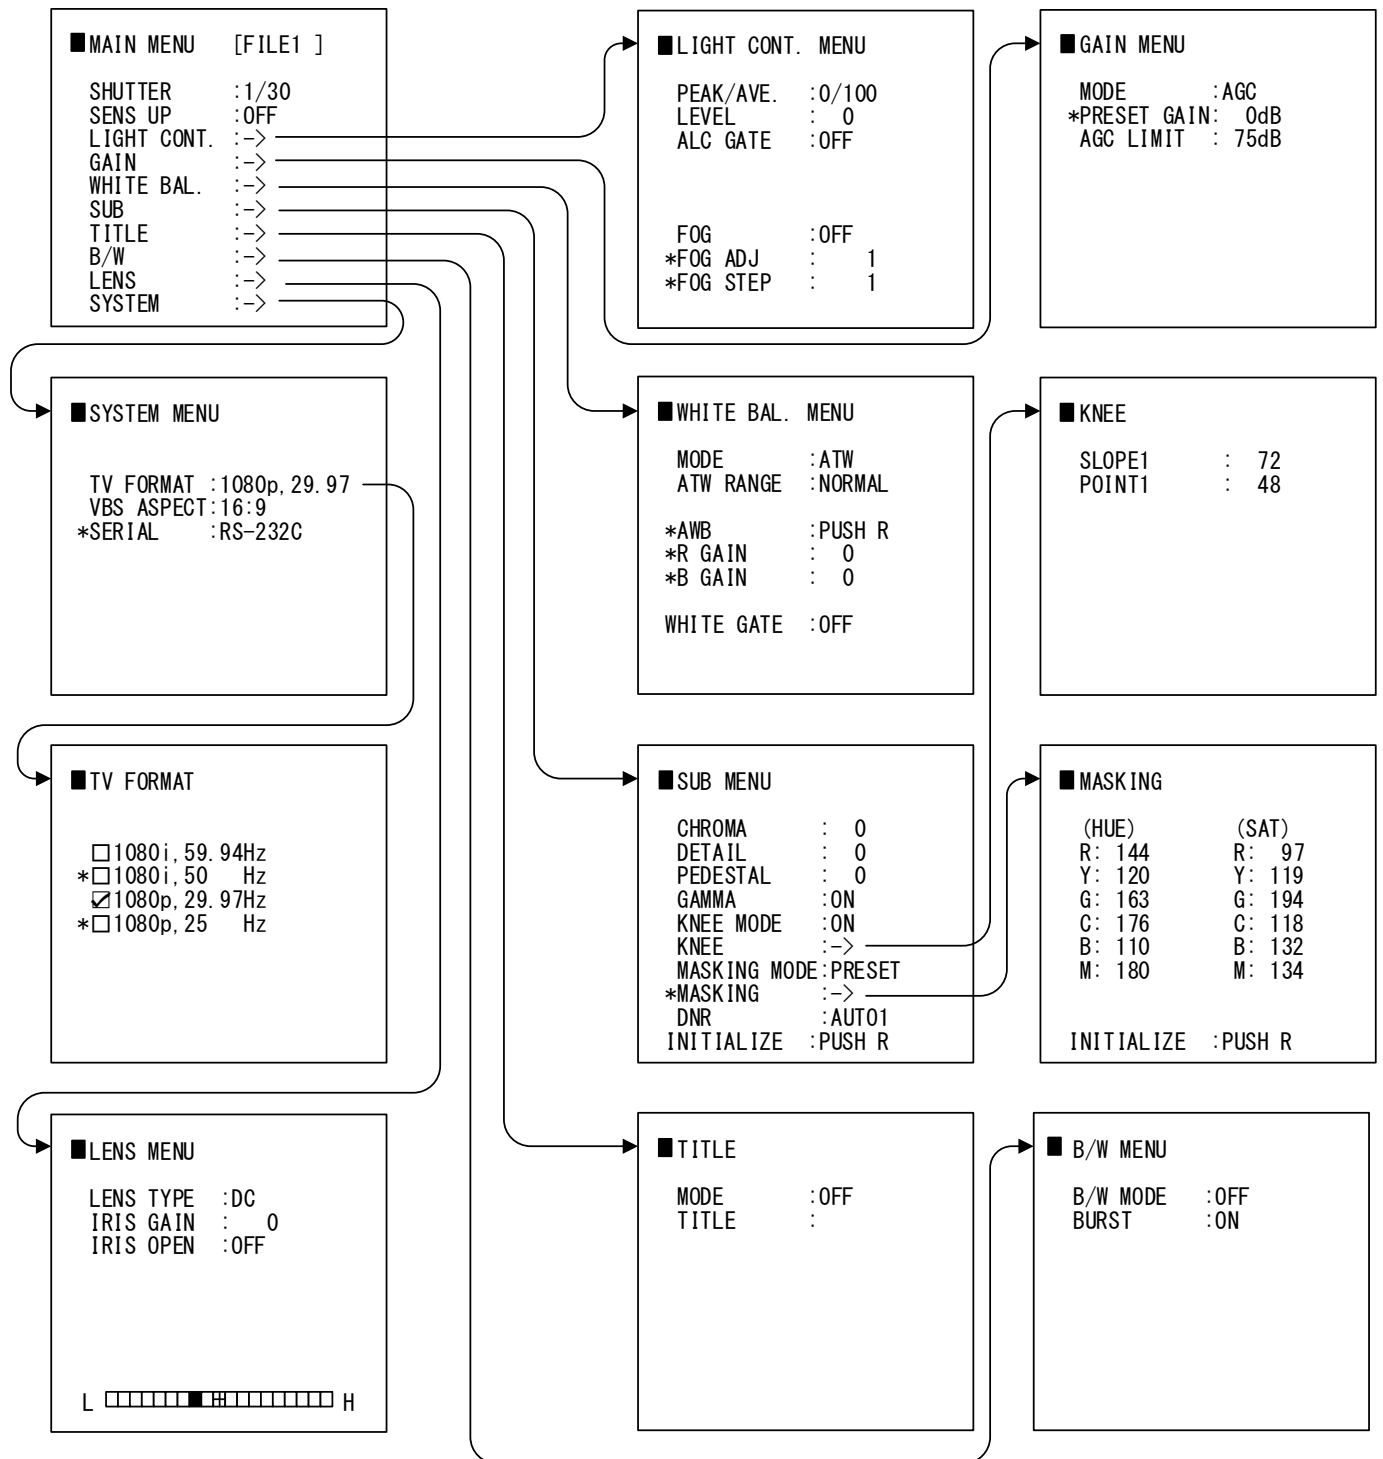 ■MAIN MENU [FILE1 ]
SHUTTER :1/30
SENS UP :OFF
LIGHT CONT. :->
GAIN :->
WHITE BAL. :->
SUB :->
TITLE :->
B/W :->
LENS :->
SYSTEM :->
■LIGHT CONT. MENU
PEAK/AVE. :0/100
LEVEL : 0
ALC GATE :OFF
FOG :OFF
*FOG ADJ : 1
*FOG STEP : 1
■GAIN MENU
MODE :AGC
*PRESET GAIN: 0dB
AGC LIMIT : 75dB
■SYSTEM MENU
TV FORMAT :1080p,29.97
VBS ASPECT:16:9
*SERIAL :RS-232C
■WHITE BAL. MENU
MODE :ATW
ATW RANGE :NORMAL
*AWB :PUSH R
*R GAIN : 0
*B GAIN : 0
WHITE GATE :OFF
■KNEE
SLOPE1 : 72
POINT1 : 48
■TV FORMAT
☐1080i,59.94Hz
*☐1080i,50 Hz
☑1080p,29.97Hz
*☐1080p,25 Hz
■SUB MENU
CHROMA : 0
DETAIL : 0
PEDESTAL : 0
GAMMA :ON
KNEE MODE :ON
KNEE :->
MASKING MODE:PRESET
*MASKING :->
DNR :AUTO1
INITIALIZE :PUSH R
■MASKING
(HUE) (SAT)
R: 144 R: 97
Y: 120 Y: 119
G: 163 G: 194
C: 176 C: 118
B: 110 B: 132
M: 180 M: 134
INITIALIZE :PUSH R
■LENS MENU
LENS TYPE :DC
IRIS GAIN : 0
IRIS OPEN :OFF
L H
■TITLE
MODE :OFF
TITLE :
■ B/W MENU
B/W MODE :OFF
BURST :ON